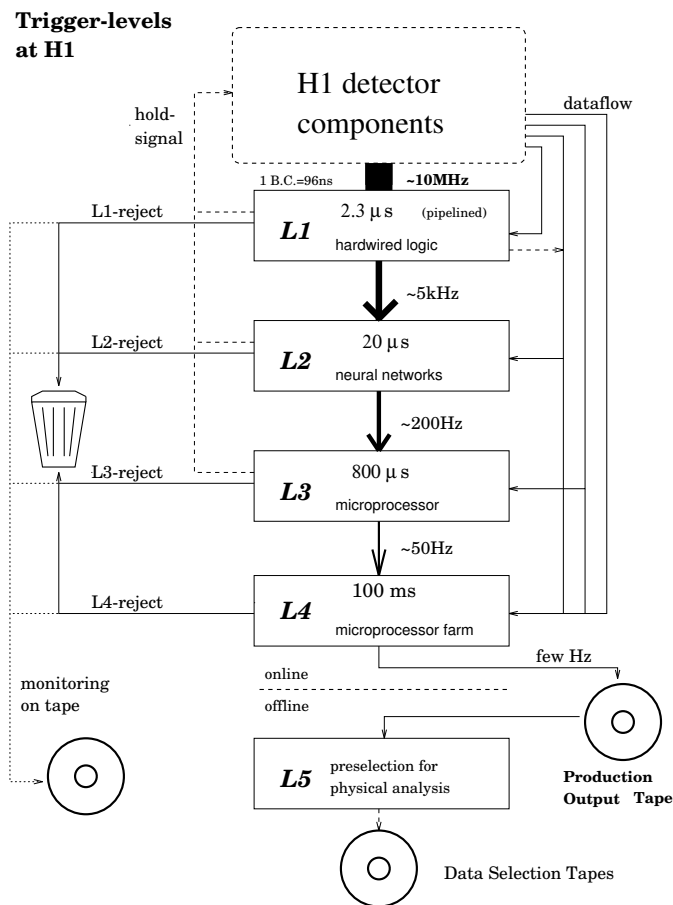 Trigger-levels
at H1
H1 detector
components
dataflow
hold-
signal
1 B.C.=96ns
~10MHz
L1-reject
L1
2.3 μs (pipelined)
hardwired logic
~5kHz
L2-reject
L2
20 μs
neural networks
~200Hz
L3-reject
L3
800 μs
microprocessor
~50Hz
L4-reject
L4
100 ms
microprocessor farm
few Hz
monitoring
on tape
online
offline
L5
preselection for
physical analysis
Production
Output Tape
Data Selection Tapes